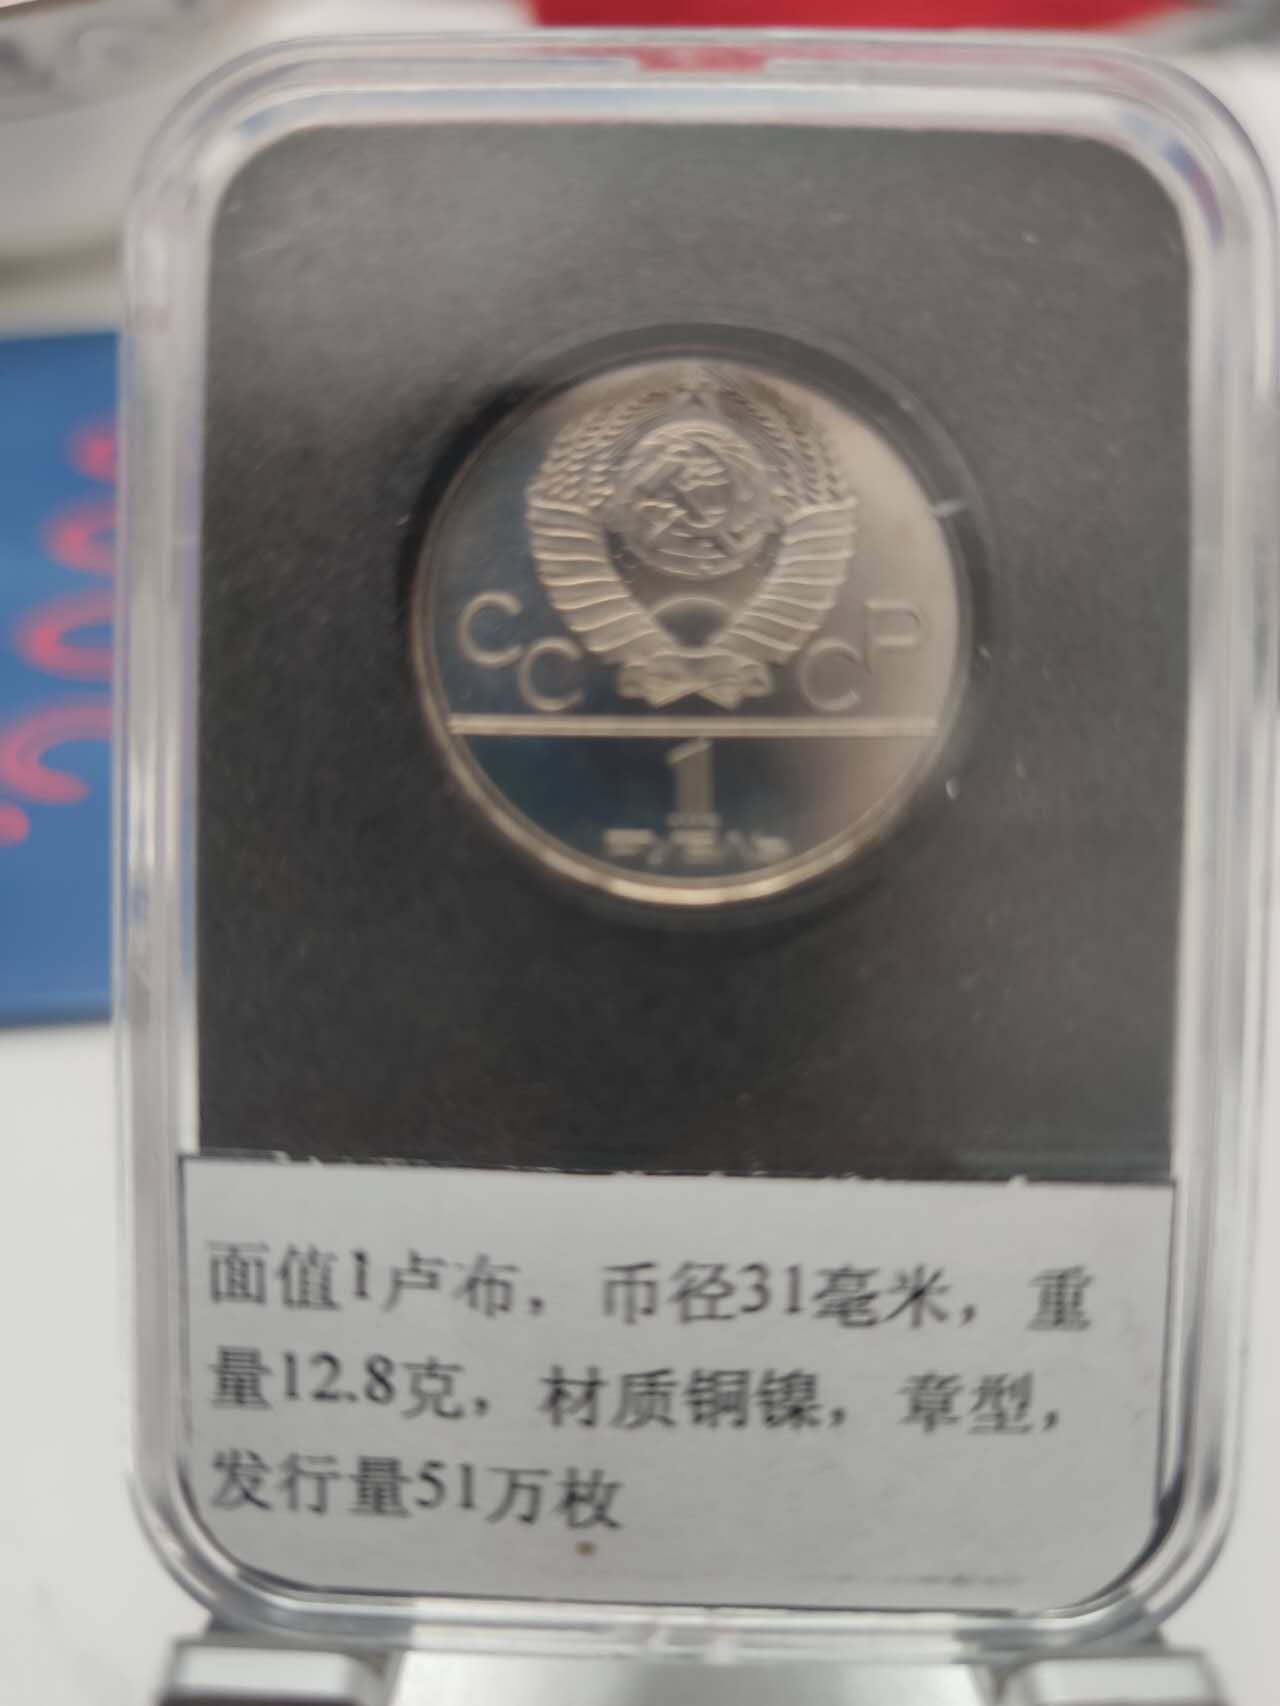 СССР
1
рубль
面值1卢布，币径31毫米，重
量12.8克，材质铜镍，章型，
发行量51万枚